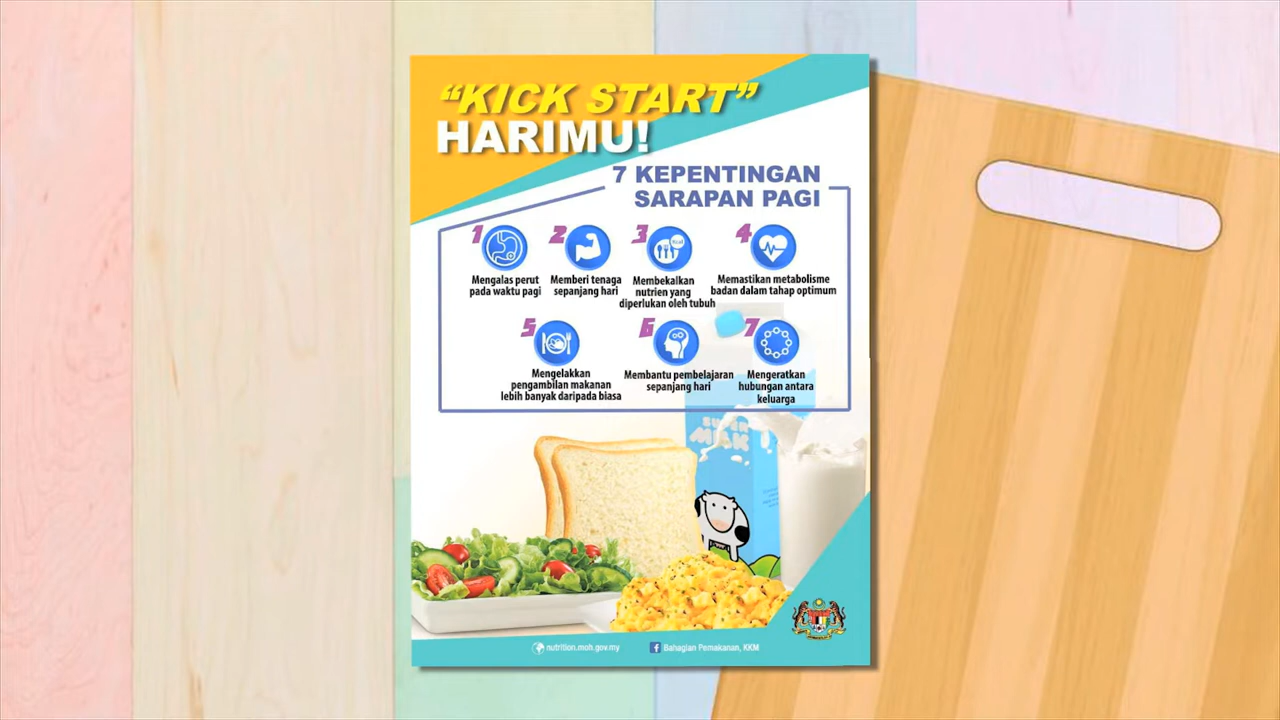 "KICK START"
HARIMU!
7 KEPENTINGAN
SARAPAN PAGI
1
Mengalas perut
pada waktu pagi
2
Memberi tenaga
sepanjang hari
3
Kcal
Membekalkan
nutrien yang
diperlukan oleh tubuh
4
Memastikan metabolisme
badan dalam tahap optimum
5
Mengelakkan
pengambilan makanan
lebih banyak daripada biasa
6
Membantu pembelajaran
sepanjang hari
7
Mengeratkan
hubungan antara
keluarga
SUPER
MILK
nutrition.moh.gov.my
Bahagian Pemakanan, KKM